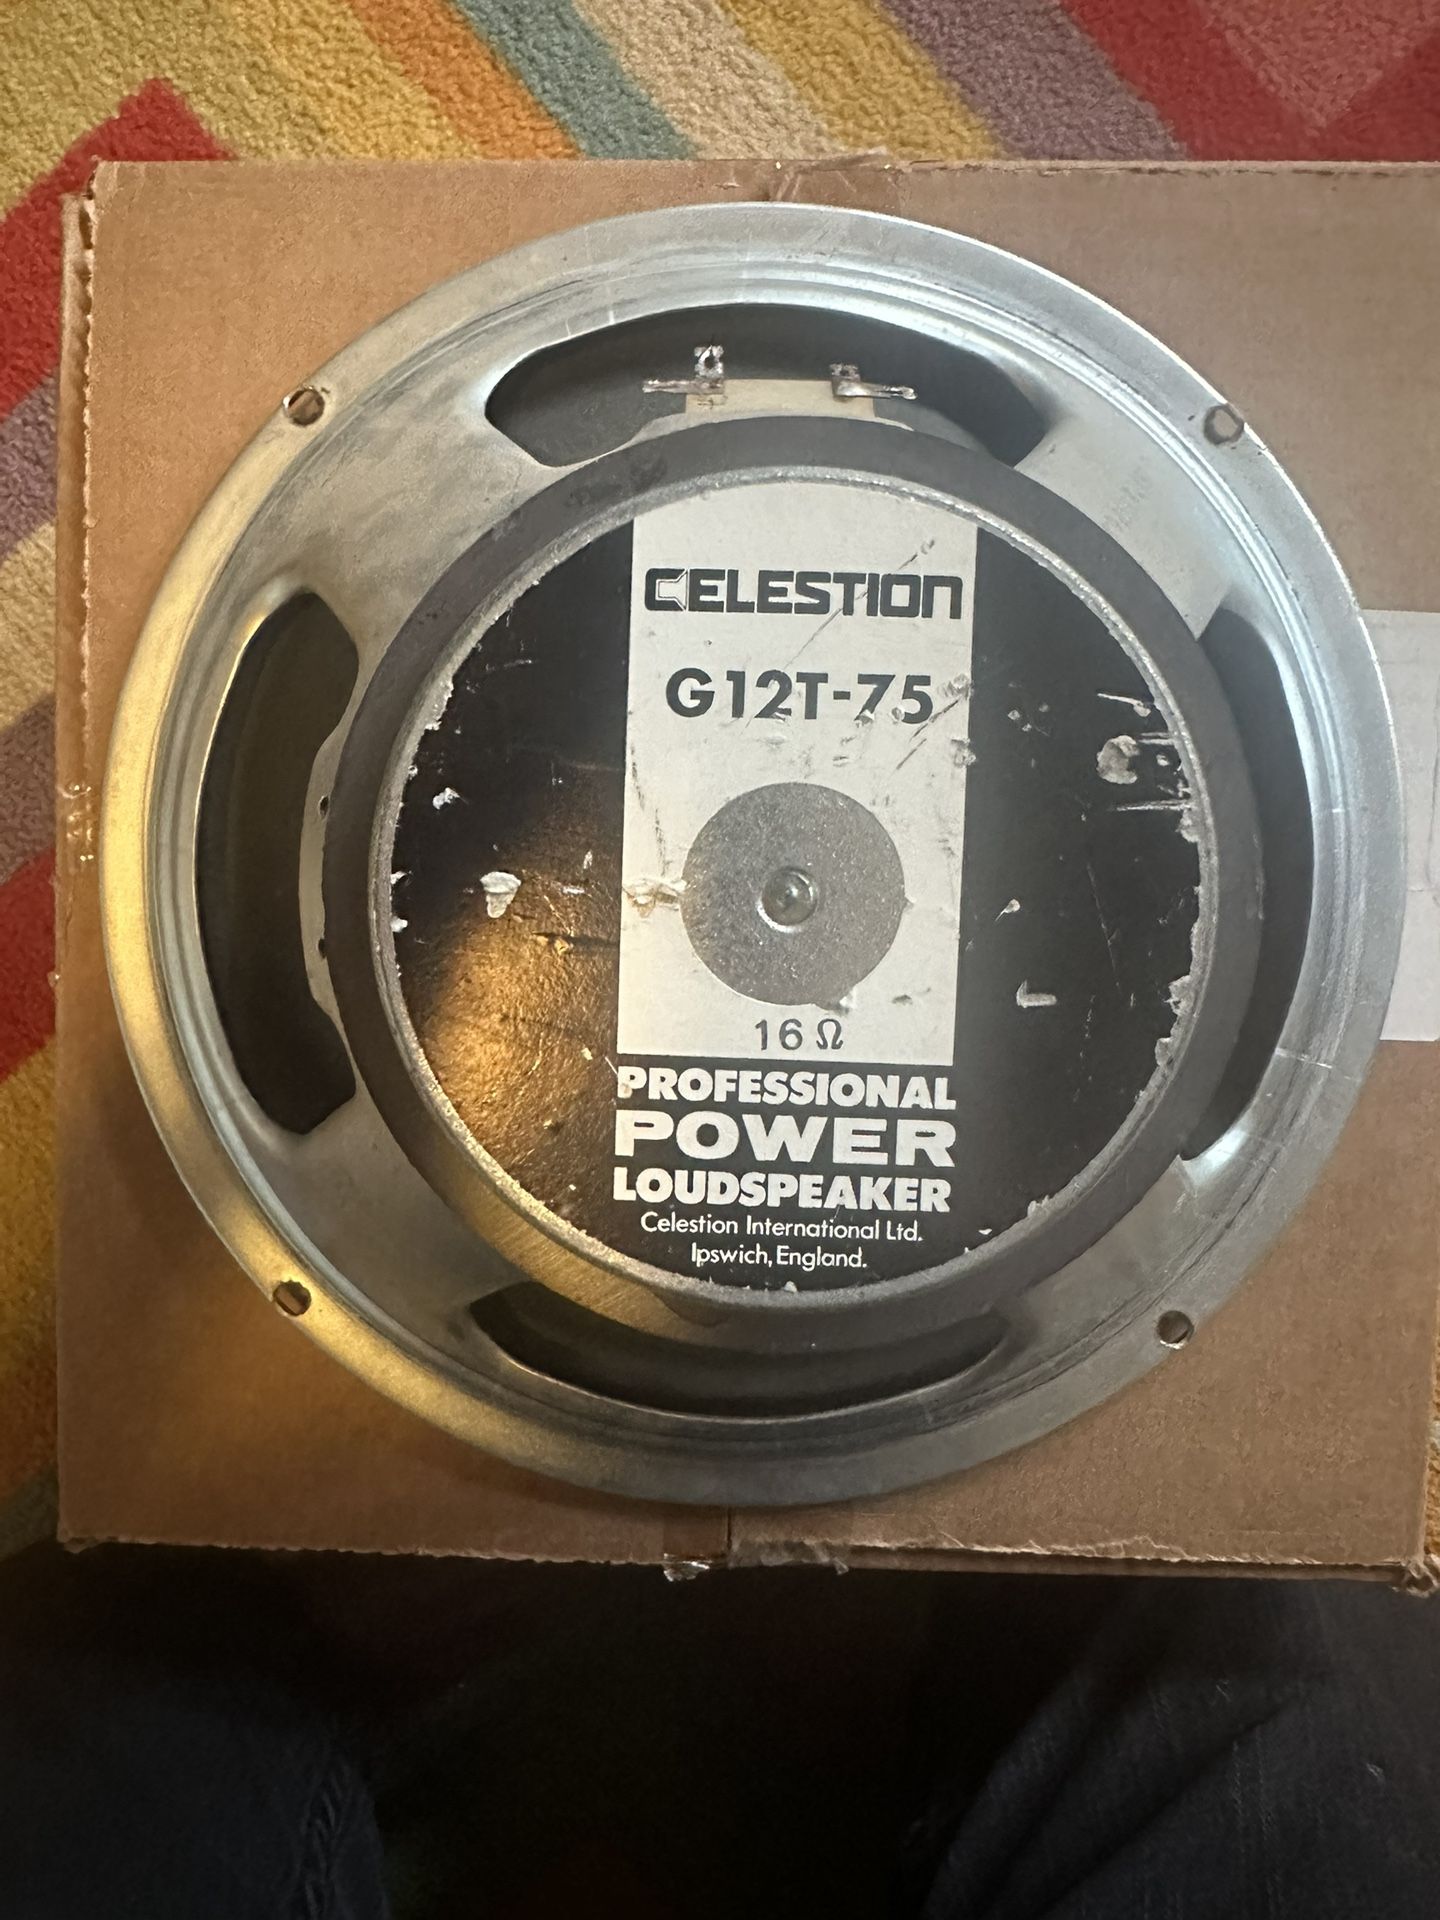 CELESTION
G12T-75
16 Ω
PROFESSIONAL
POWER
LOUDSPEAKER
Celestion International Ltd.
Ipswich, England.